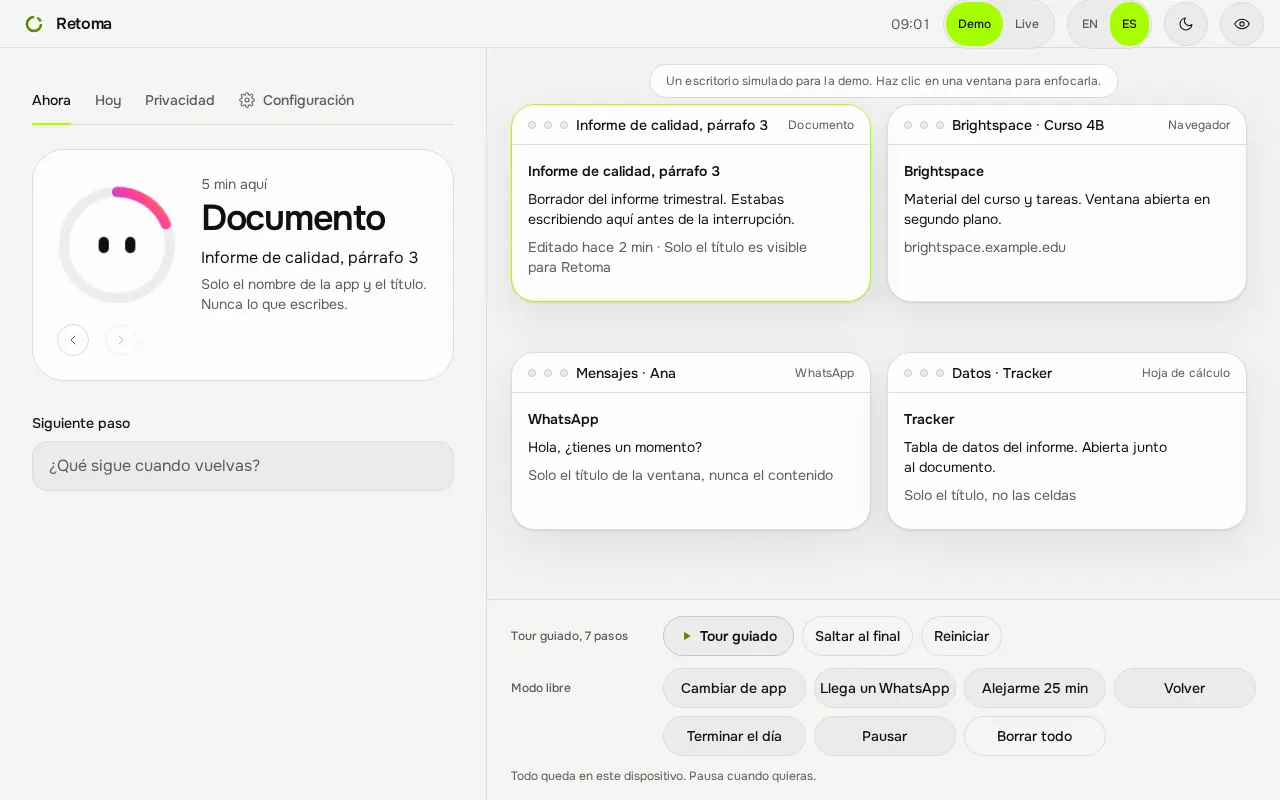 Retoma
09:01
Demo
Live
EN
ES
Ahora
Hoy
Privacidad
Configuración
5 min aquí
Documento
Informe de calidad, párrafo 3
Solo el nombre de la app y el título.
Nunca lo que escribes.
Siguiente paso
¿Qué sigue cuando vuelvas?
Un escritorio simulado para la demo. Haz clic en una ventana para enfocarla.
Informe de calidad, párrafo 3
Documento
Informe de calidad, párrafo 3
Borrador del informe trimestral. Estabas
escribiendo aquí antes de la interrupción.
Editado hace 2 min · Solo el título es visible
para Retoma
Brightspace · Curso 4B
Navegador
Brightspace
Material del curso y tareas. Ventana abierta en
segundo plano.
brightspace.example.edu
Mensajes · Ana
WhatsApp
WhatsApp
Hola, ¿tienes un momento?
Solo el título de la ventana, nunca el contenido
Datos · Tracker
Hoja de cálculo
Tracker
Tabla de datos del informe. Abierta junto
al documento.
Solo el título, no las celdas
Tour guiado, 7 pasos
Tour guiado
Saltar al final
Reiniciar
Modo libre
Cambiar de app
Llega un WhatsApp
Alejarme 25 min
Volver
Terminar el día
Pausar
Borrar todo
Todo queda en este dispositivo. Pausa cuando quieras.